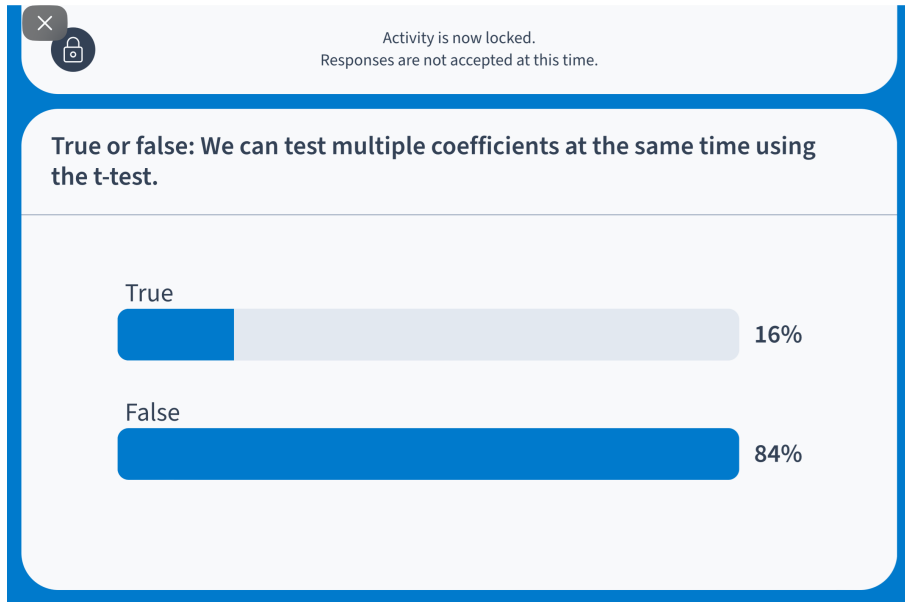 Activity is now locked.
Responses are not accepted at this time.
True or false: We can test multiple coefficients at the same time using
the t-test.
True
16%
False
84%